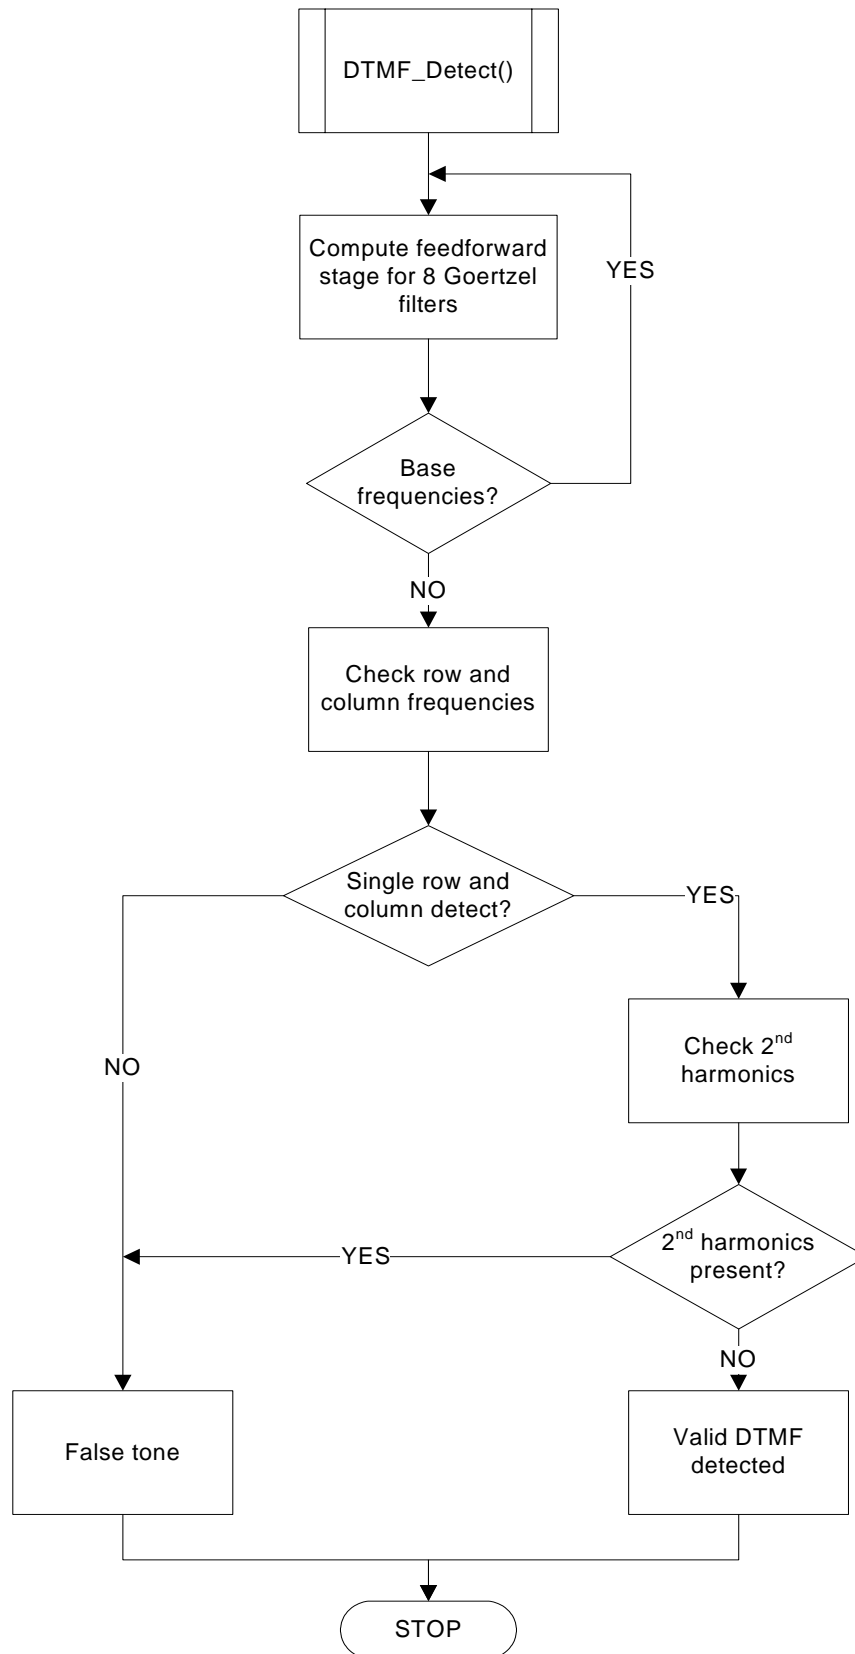 DTMF_Detect()
Compute feedforward
stage for 8 Goertzel
filters
YES
Base
frequencies?
NO
Check row and
column frequencies
Single row and
column detect?
YES
NO
Check 2nd
harmonics
YES
2nd harmonics
present?
NO
False tone
Valid DTMF
detected
STOP